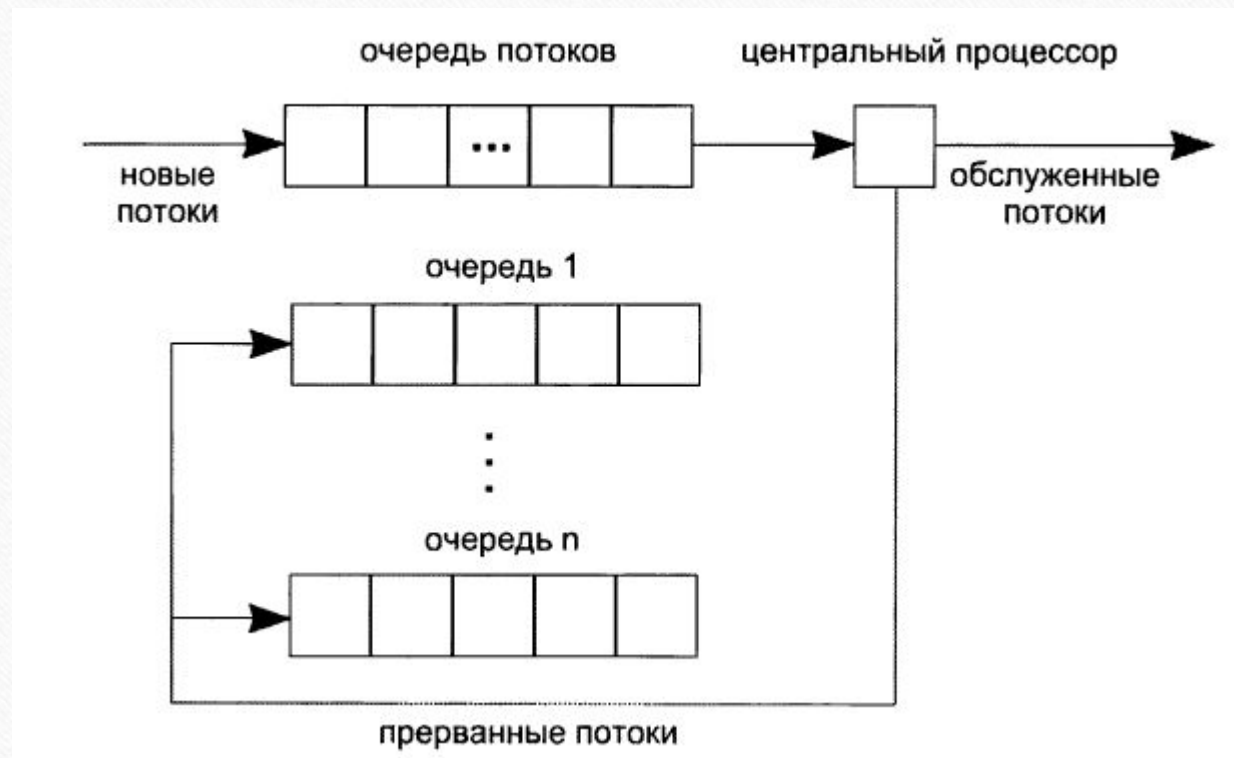 очередь потоков
центральный процессор
...
новые
потоки
обслуженные
потоки
очередь 1
очередь n
прерванные потоки